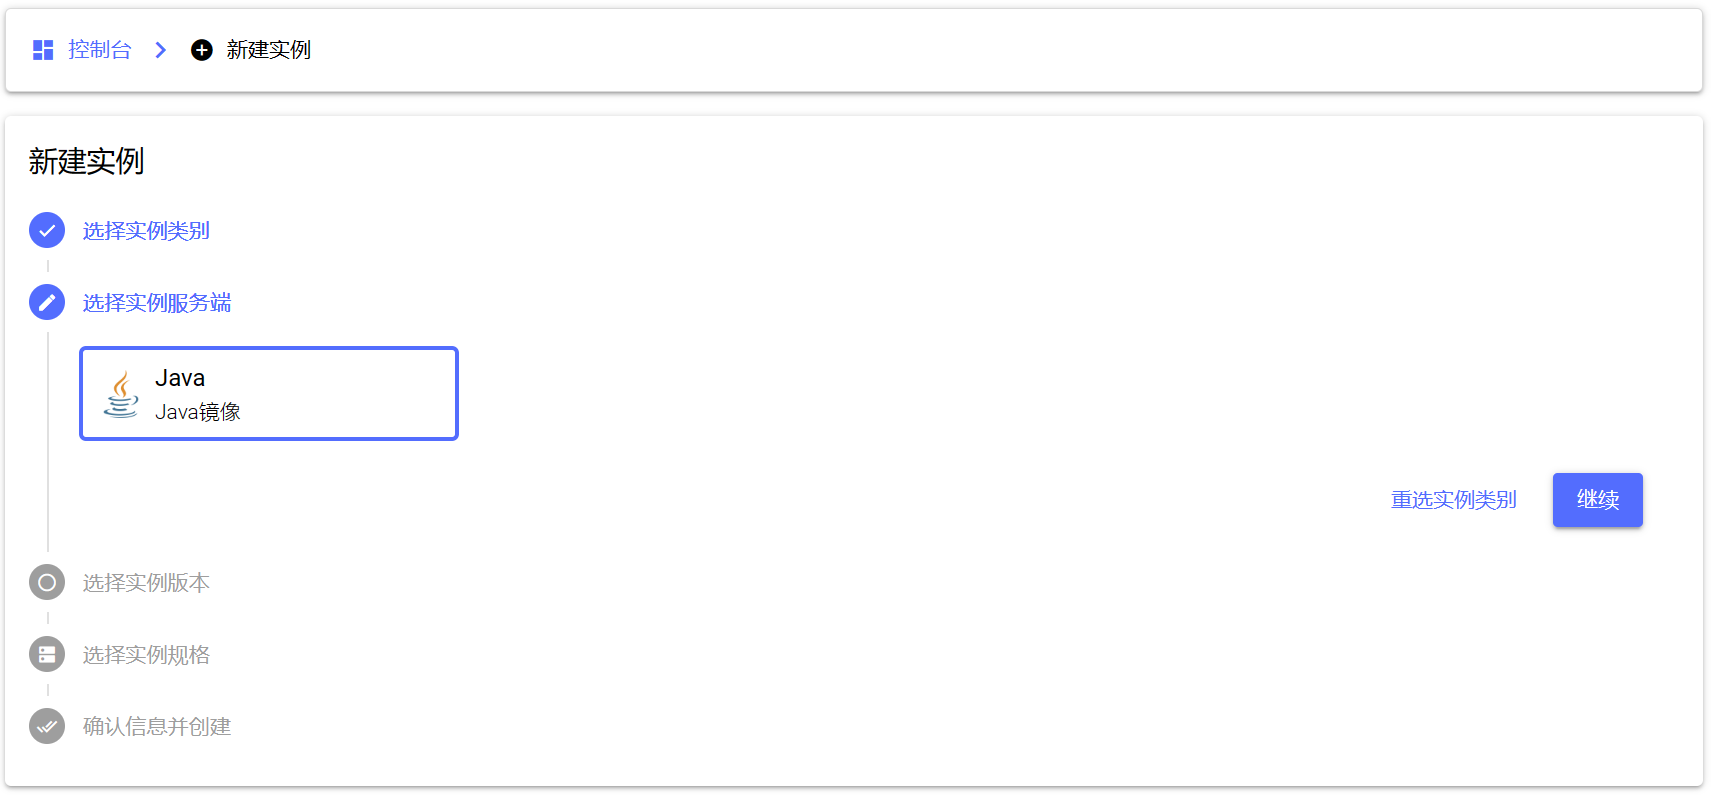 控制台 新建实例
新建实例
选择实例类别
选择实例服务端
Java
Java镜像
重选实例类别 继续
选择实例版本
选择实例规格
确认信息并创建